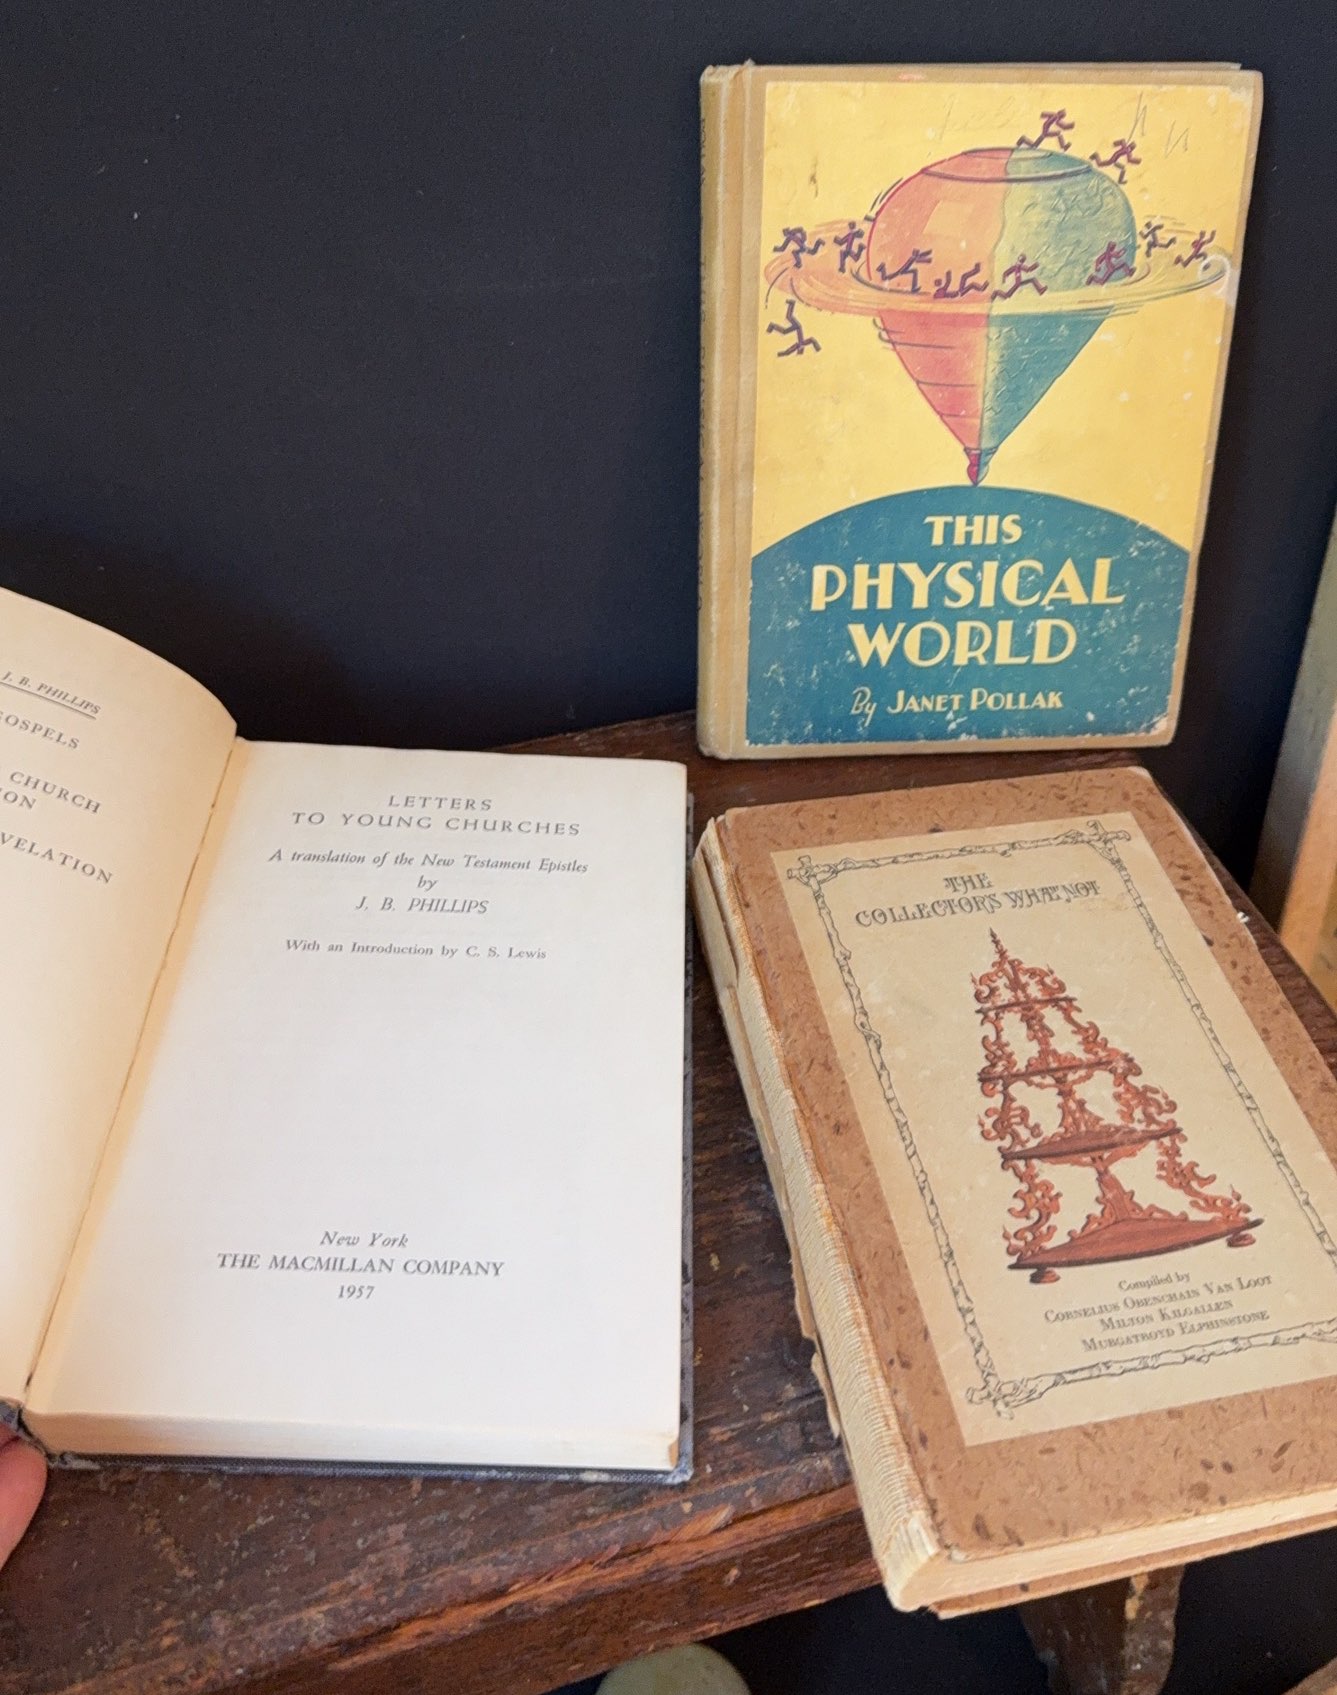 J. B. PHILLIPS
GOSPELS
CHURCH
LETTERS
TO YOUNG CHURCHES
A translation of the New Testament Epistles
by
J. B. PHILLIPS
With an Introduction by C. S. Lewis
New York
THE MACMILLAN COMPANY
1957
THIS
PHYSICAL
WORLD
By JANET POLLAK
THE
COLLECTOR'S WHAT NOT
Compiled by
CORNELIUS OBENCHAIN VAN LOOT
MILTON KILGALLEN
MURGATROYD ELPHINSTONE